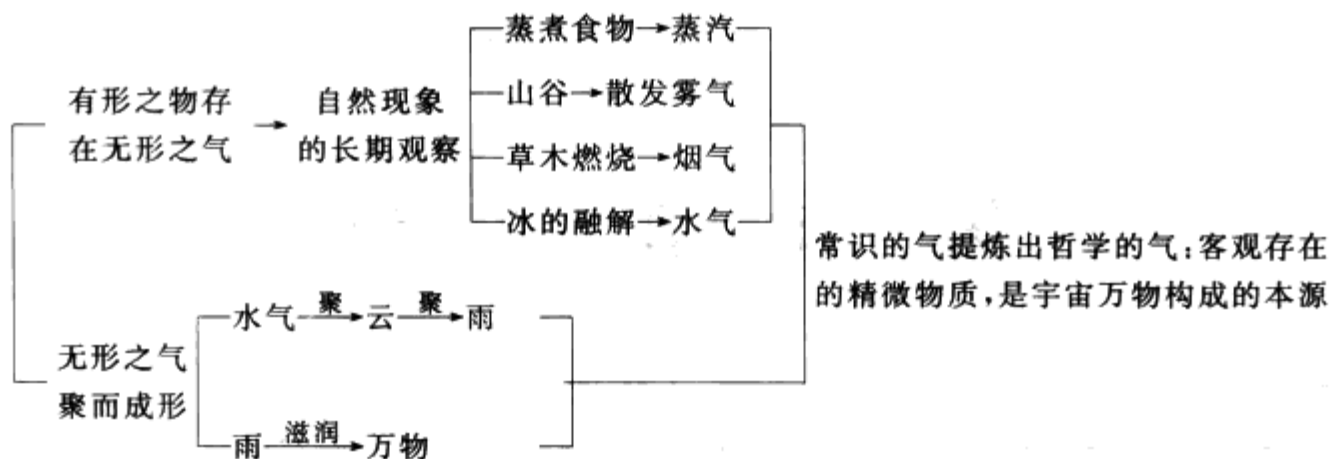 有形之物存
在无形之气
→
自然现象
的长期观察
蒸煮食物→蒸汽
山谷→散发雾气
草木燃烧→烟气
冰的融解→水气
常识的气提炼出哲学的气:客观存在
的精微物质,是宇宙万物构成的本源
无形之气
聚而成形
水气 聚→ 云 聚→ 雨
雨 滋润→ 万物